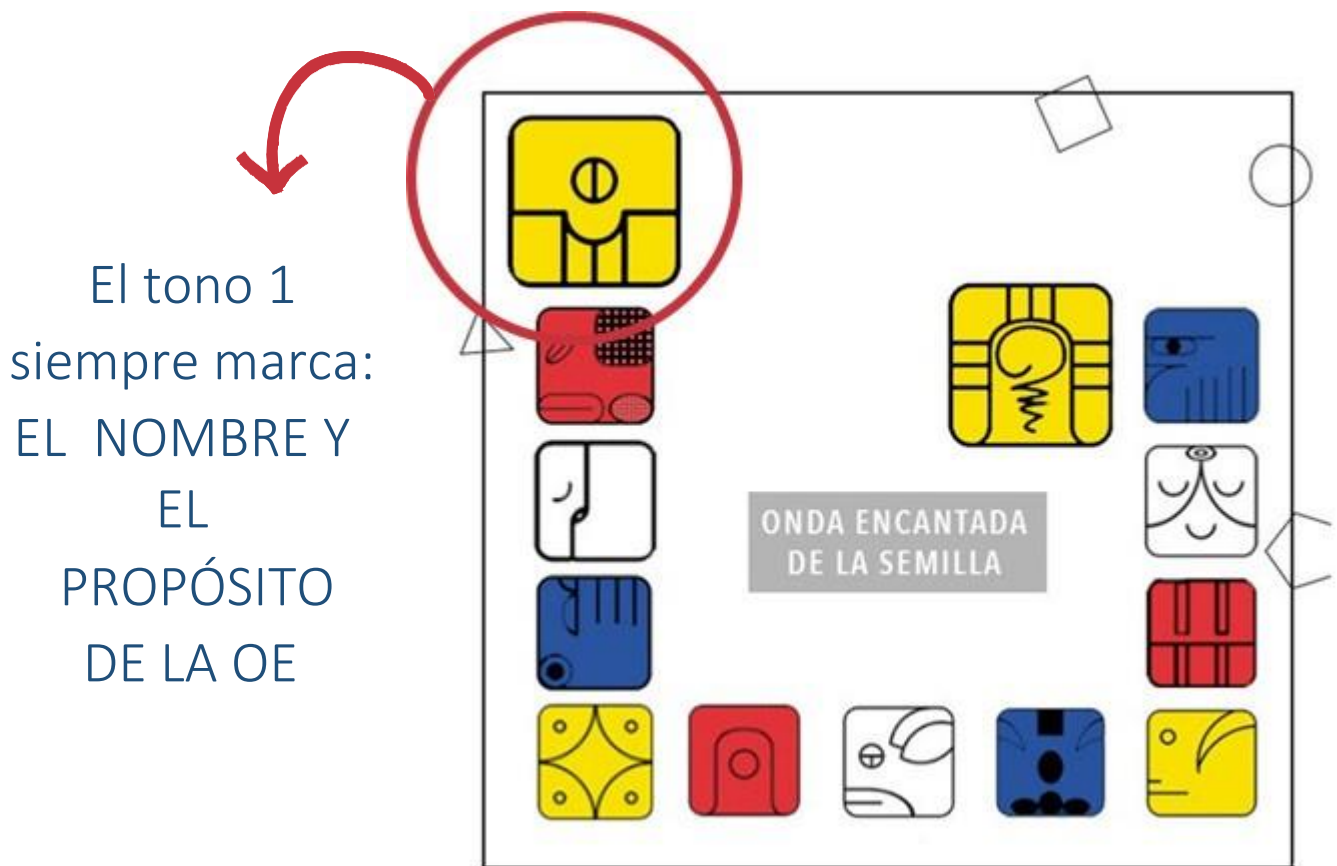 El tono 1
siempre marca:
EL NOMBRE Y
EL
PROPÓSITO
DE LA OE
ONDA ENCANTADA
DE LA SEMILLA